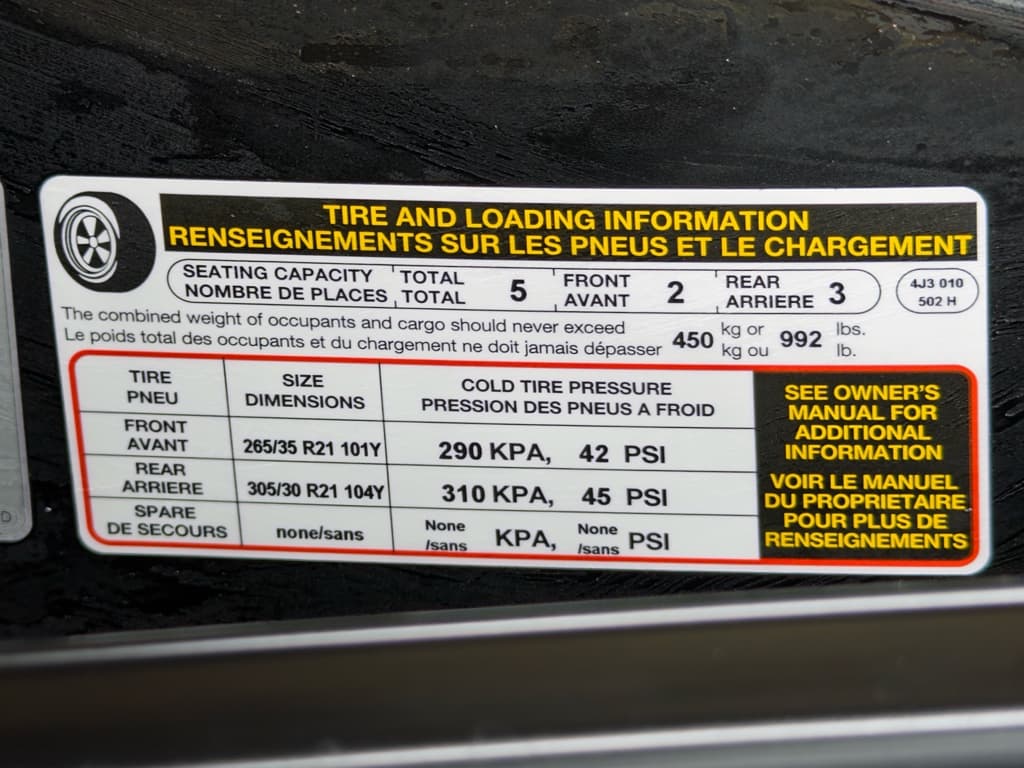 TIRE AND LOADING INFORMATION
RENSEIGNEMENTS SUR LES PNEUS ET LE CHARGEMENT
SEATING CAPACITY TOTAL 5 FRONT 2 REAR 3
NOMBRE DE PLACES TOTAL AVANT ARRIERE
4J3 010
502 H
The combined weight of occupants and cargo should never exceed 450 kg or 992 lbs.
Le poids total des occupants et du chargement ne doit jamais dépasser kg ou lb.
TIRE SIZE COLD TIRE PRESSURE
PNEU DIMENSIONS PRESSION DES PNEUS A FROID
FRONT
AVANT 265/35 R21 101Y 290 KPA, 42 PSI
REAR
ARRIERE 305/30 R21 104Y 310 KPA, 45 PSI
SPARE
DE SECOURS none/sans None /sans KPA, None /sans PSI
SEE OWNER'S
MANUAL FOR
ADDITIONAL
INFORMATION
VOIR LE MANUEL
DU PROPRIETAIRE
POUR PLUS DE
RENSEIGNEMENTS
D